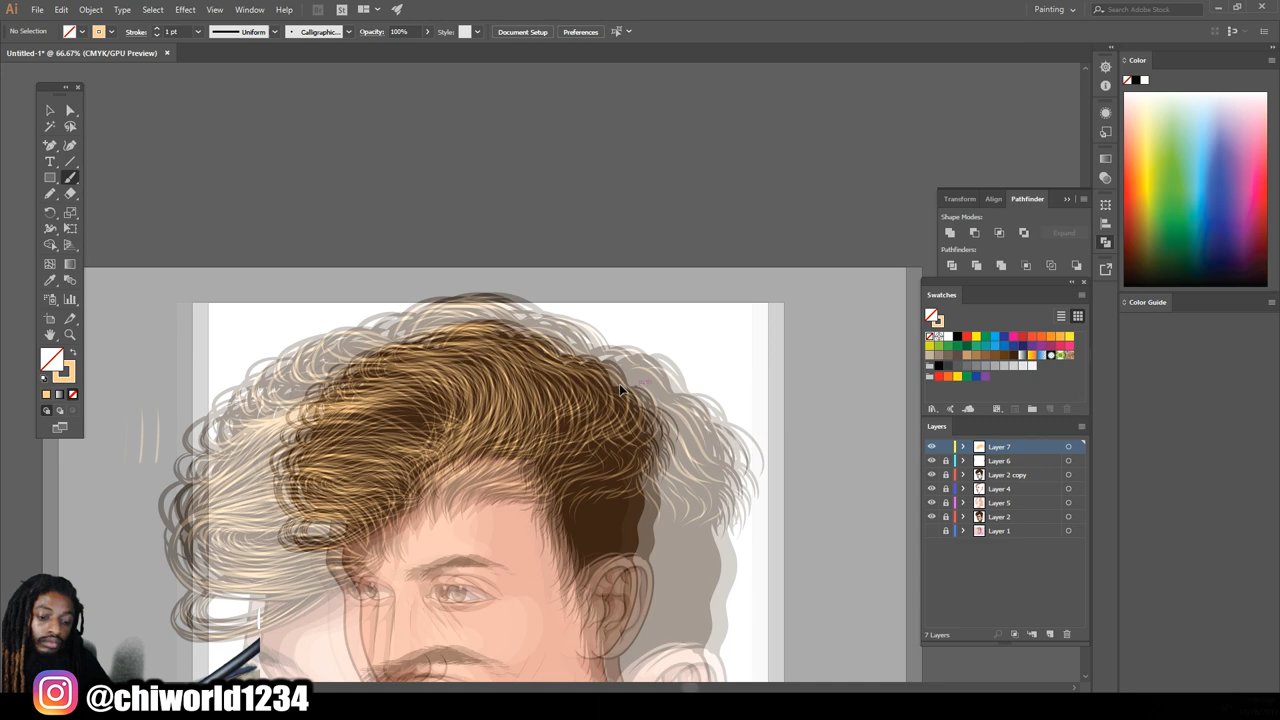 Ai File Edit Object Type Select Effect View Window Help Br St Painting Search Adobe Stock
No Selection Stroke: 1 pt Uniform Calligraphic... Opacity: 100% Style: Document Setup Preferences
Untitled-1* @ 66.67% (CMYK/GPU Preview) ×
Color
Transform Align Pathfinder
Shape Modes:
Expand
Pathfinders:
Swatches
Color Guide
Layers
Layer 7
Layer 6
Layer 2 copy
Layer 4
Layer 5
Layer 2
Layer 1
7 Layers
@chiworld1234